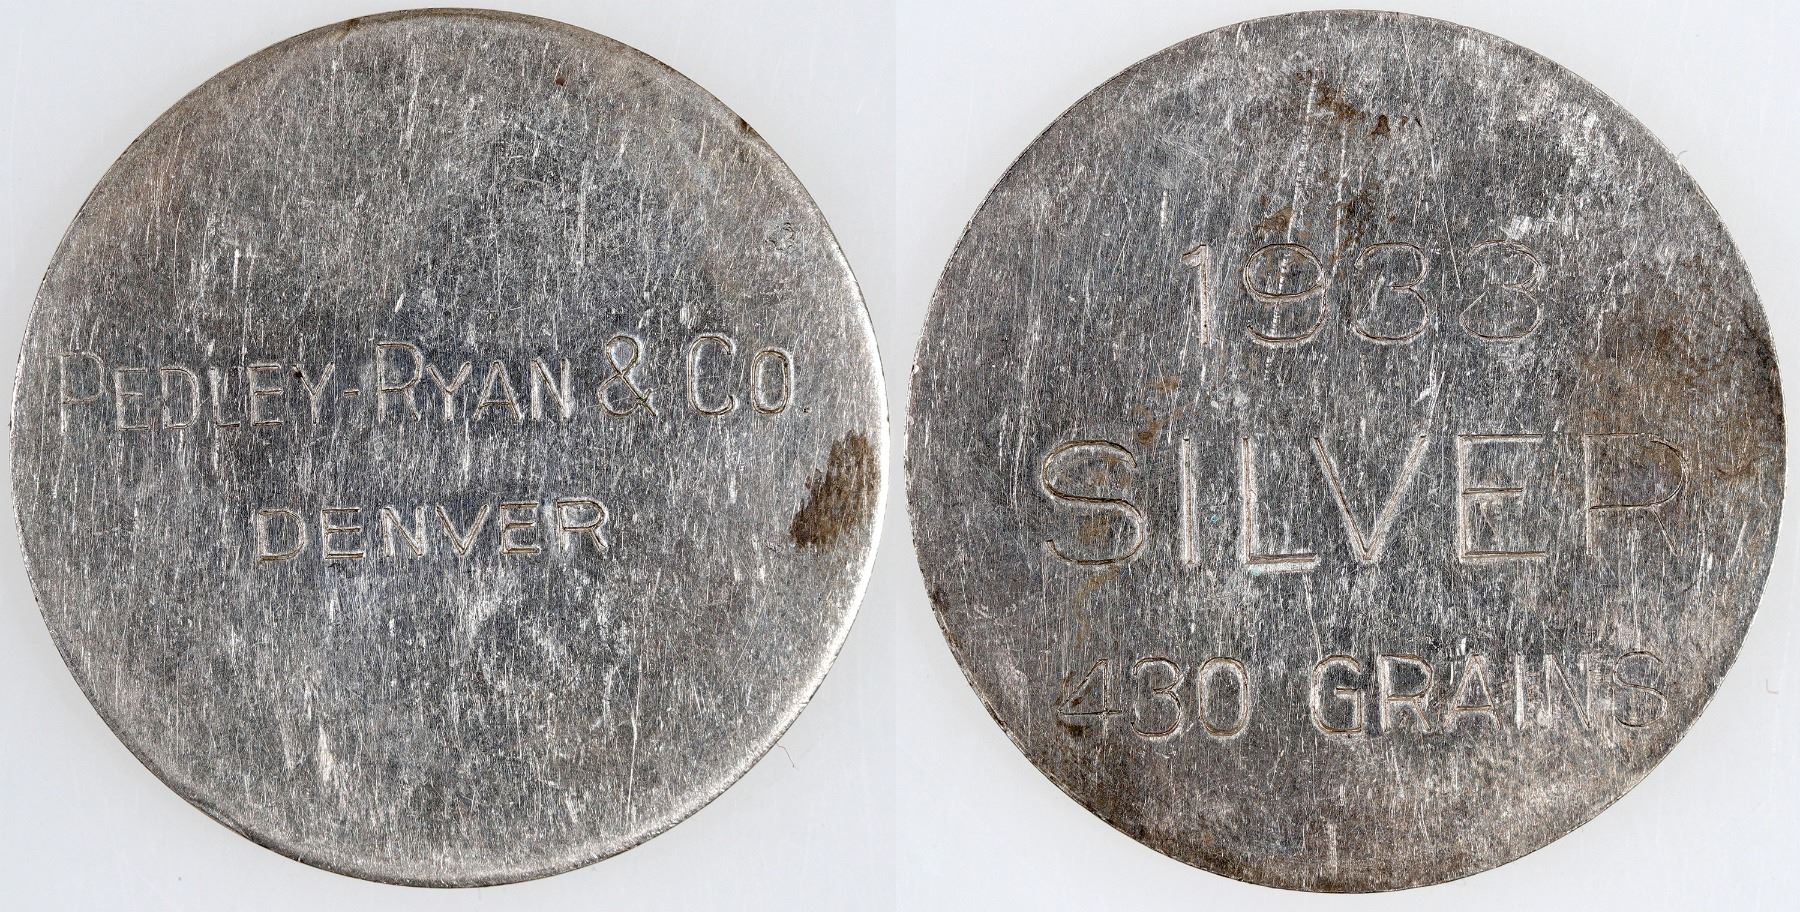 PEDLEY-RYAN & CO.
DENVER
1933
SILVER
430 GRAINS